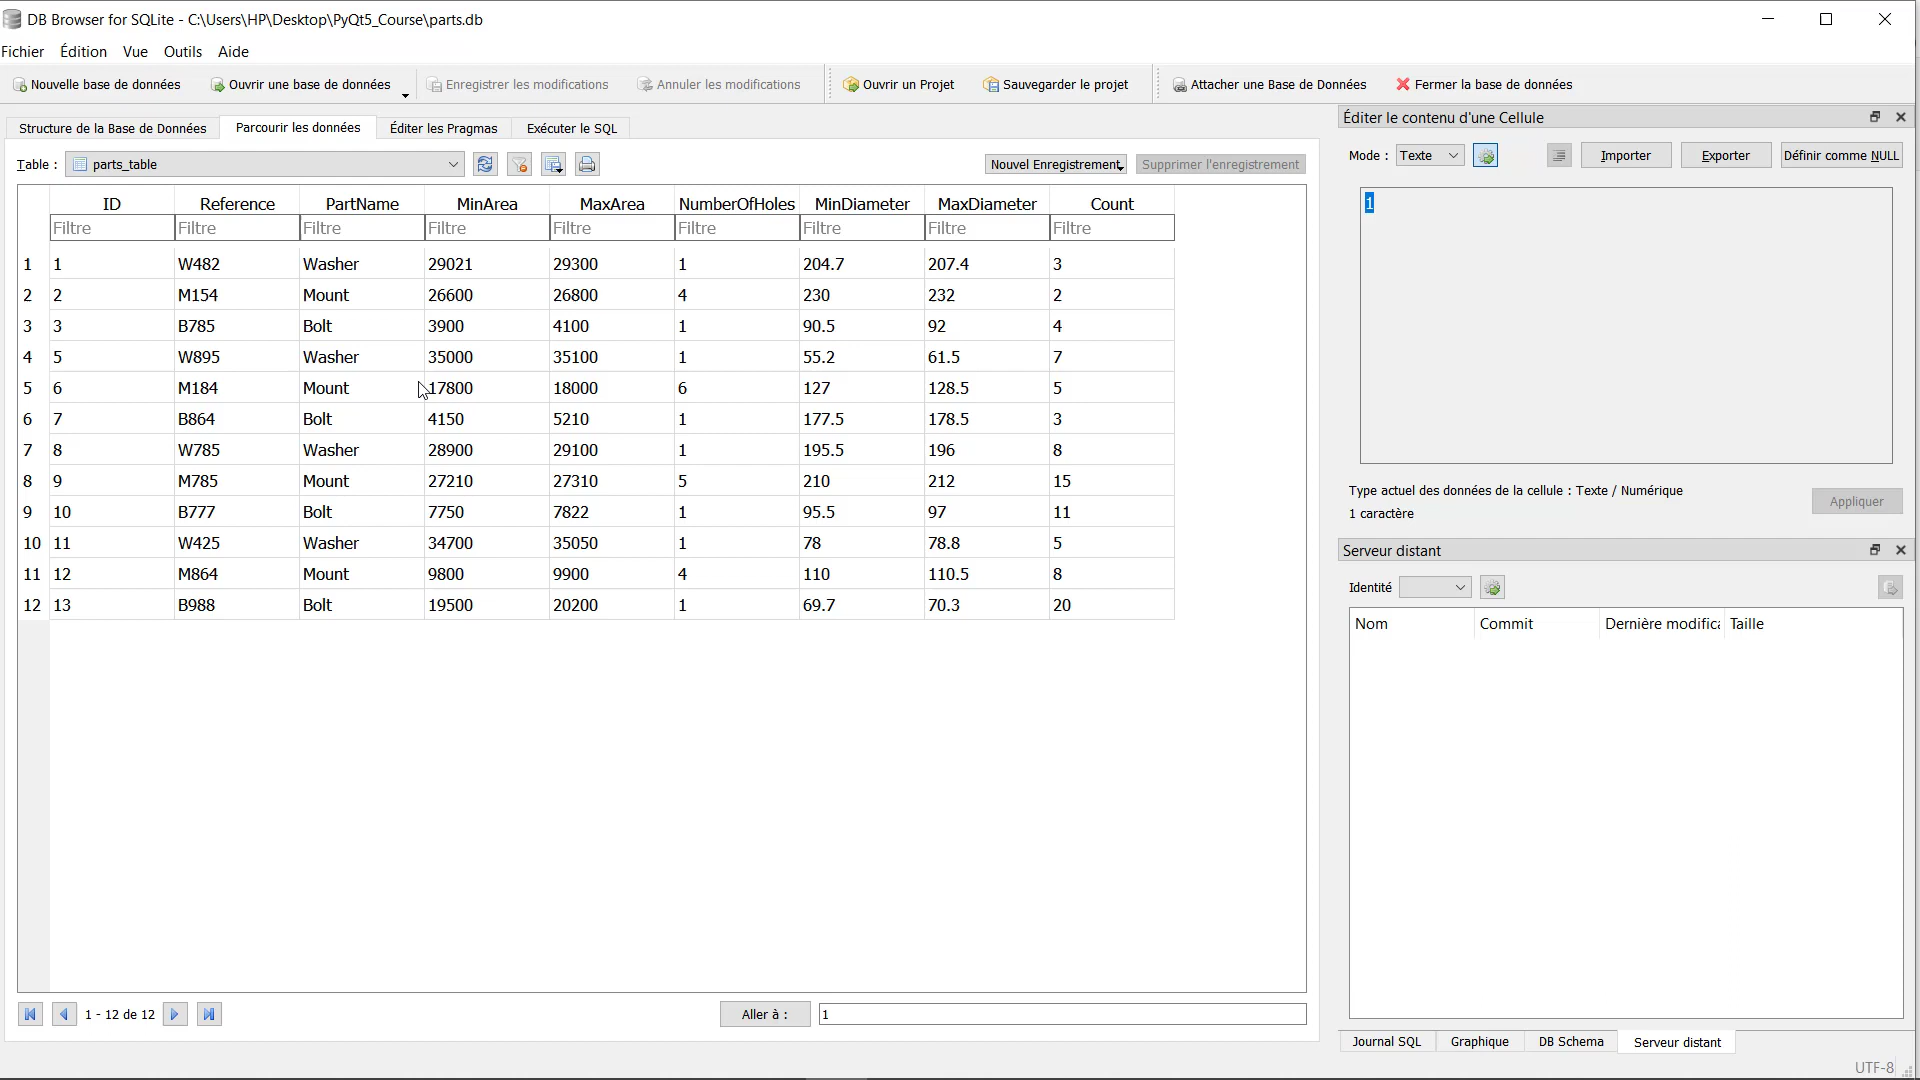 DB Browser for SQLite - C:\Users\HP\Desktop\PyQt5_Course\parts.db
Fichier Édition Vue Outils Aide
Nouvelle base de données Ouvrir une base de données Enregistrer les modifications Annuler les modifications Ouvrir un Projet Sauvegarder le projet Attacher une Base de Données Fermer la base de données
Structure de la Base de Données Parcourir les données Éditer les Pragmas Exécuter le SQL
Table : parts_table Nouvel Enregistrement Supprimer l'enregistrement
ID Reference PartName MinArea MaxArea NumberOfHoles MinDiameter MaxDiameter Count
Filtre Filtre Filtre Filtre Filtre Filtre Filtre Filtre Filtre
1 1 W482 Washer 29021 29300 1 204.7 207.4 3
2 2 M154 Mount 26600 26800 4 230 232 2
3 3 B785 Bolt 3900 4100 1 90.5 92 4
4 5 W895 Washer 35000 35100 1 55.2 61.5 7
5 6 M184 Mount 17800 18000 6 127 128.5 5
6 7 B864 Bolt 4150 5210 1 177.5 178.5 3
7 8 W785 Washer 28900 29100 1 195.5 196 8
8 9 M785 Mount 27210 27310 5 210 212 15
9 10 B777 Bolt 7750 7822 1 95.5 97 11
10 11 W425 Washer 34700 35050 1 78 78.8 5
11 12 M864 Mount 9800 9900 4 110 110.5 8
12 13 B988 Bolt 19500 20200 1 69.7 70.3 20
1 - 12 de 12 Aller à : 1
Éditer le contenu d'une Cellule
Mode : Texte Importer Exporter Définir comme NULL
1
Type actuel des données de la cellule : Texte / Numérique
1 caractère
Appliquer
Serveur distant
Identité
Nom Commit Dernière modifica Taille
Journal SQL Graphique DB Schema Serveur distant
UTF-8